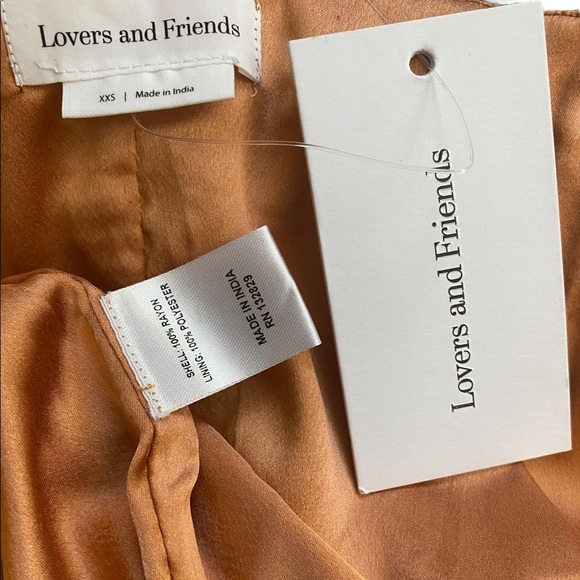 Lovers and Friends
XXS | Made in India
Lovers and Friends
SHELL: 100% RAYON
LINING: 100% POLYESTER
MADE IN INDIA
RN 132829